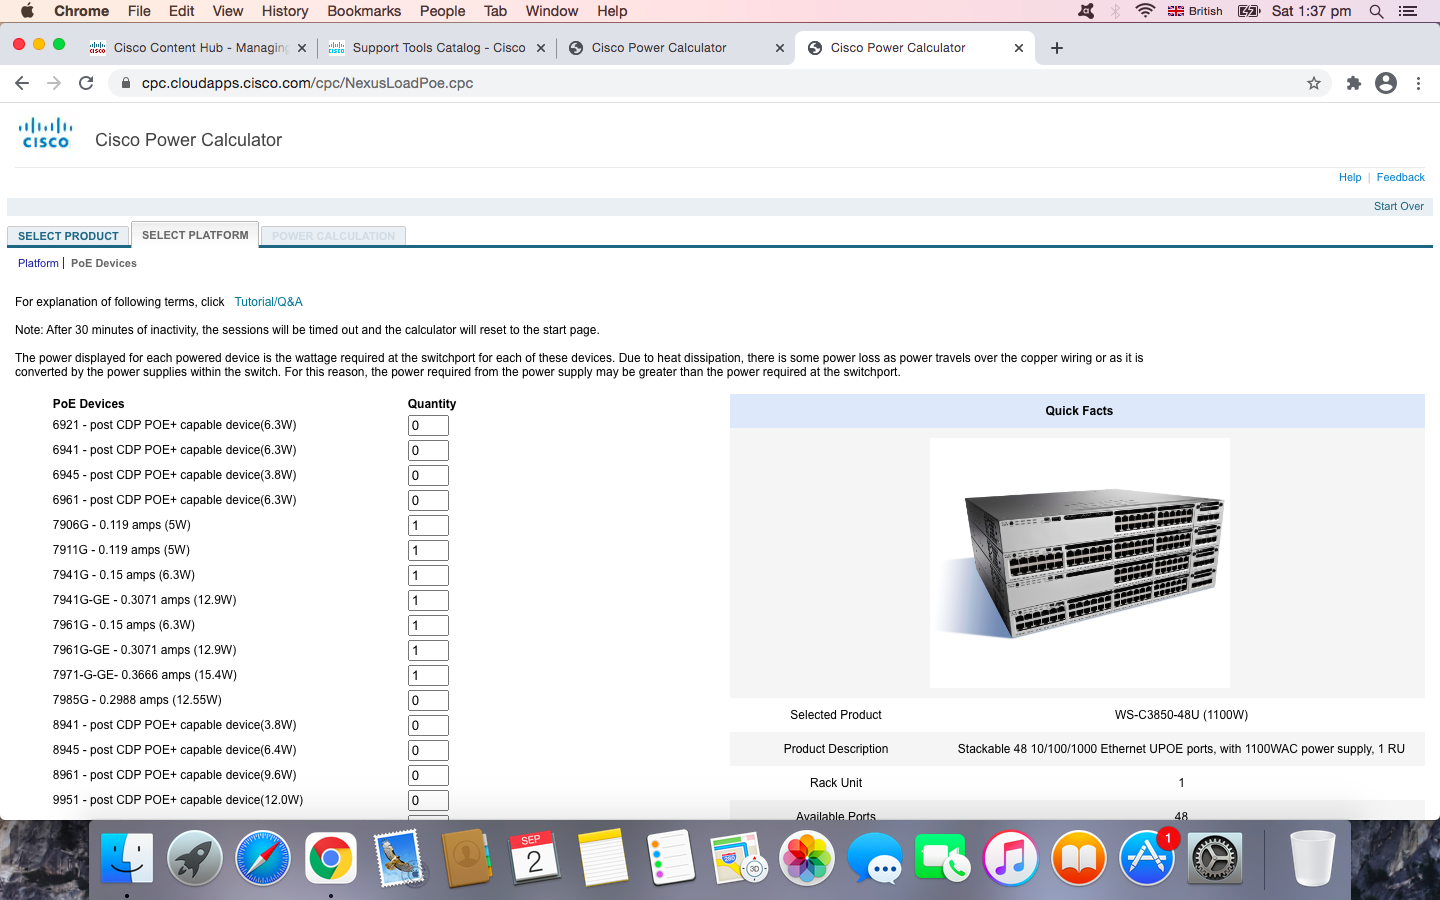 Chrome File Edit View History Bookmarks People Tab Window Help British Sat 1:37 pm
Cisco Content Hub - Managing Support Tools Catalog - Cisco Cisco Power Calculator Cisco Power Calculator
cpc.cloudapps.cisco.com/cpc/NexusLoadPoe.cpc
CISCO Cisco Power Calculator
Help | Feedback
Start Over
SELECT PRODUCT SELECT PLATFORM POWER CALCULATION
Platform | PoE Devices
For explanation of following terms, click Tutorial/Q&A
Note: After 30 minutes of inactivity, the sessions will be timed out and the calculator will reset to the start page.
The power displayed for each powered device is the wattage required at the switchport for each of these devices. Due to heat dissipation, there is some power loss as power travels over the copper wiring or as it is
converted by the power supplies within the switch. For this reason, the power required from the power supply may be greater than the power required at the switchport.
PoE Devices Quantity
6921 - post CDP POE+ capable device(6.3W) 0
6941 - post CDP POE+ capable device(6.3W) 0
6945 - post CDP POE+ capable device(3.8W) 0
6961 - post CDP POE+ capable device(6.3W) 0
7906G - 0.119 amps (5W) 1
7911G - 0.119 amps (5W) 1
7941G - 0.15 amps (6.3W) 1
7941G-GE - 0.3071 amps (12.9W) 1
7961G - 0.15 amps (6.3W) 1
7961G-GE - 0.3071 amps (12.9W) 1
7971-G-GE- 0.3666 amps (15.4W) 1
7985G - 0.2988 amps (12.55W) 0
8941 - post CDP POE+ capable device(3.8W) 0
8945 - post CDP POE+ capable device(6.4W) 0
8961 - post CDP POE+ capable device(9.6W) 0
9951 - post CDP POE+ capable device(12.0W) 0
Quick Facts
Selected Product WS-C3850-48U (1100W)
Product Description Stackable 48 10/100/1000 Ethernet UPOE ports, with 1100WAC power supply, 1 RU
Rack Unit 1
Available Ports 48
SEP
2
280
3D
1